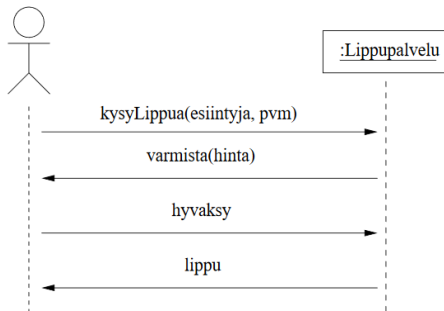 :Lippupalvelu
kysyLippua(esiintyja, pvm)
varmista(hinta)
hyvaksy
lippu